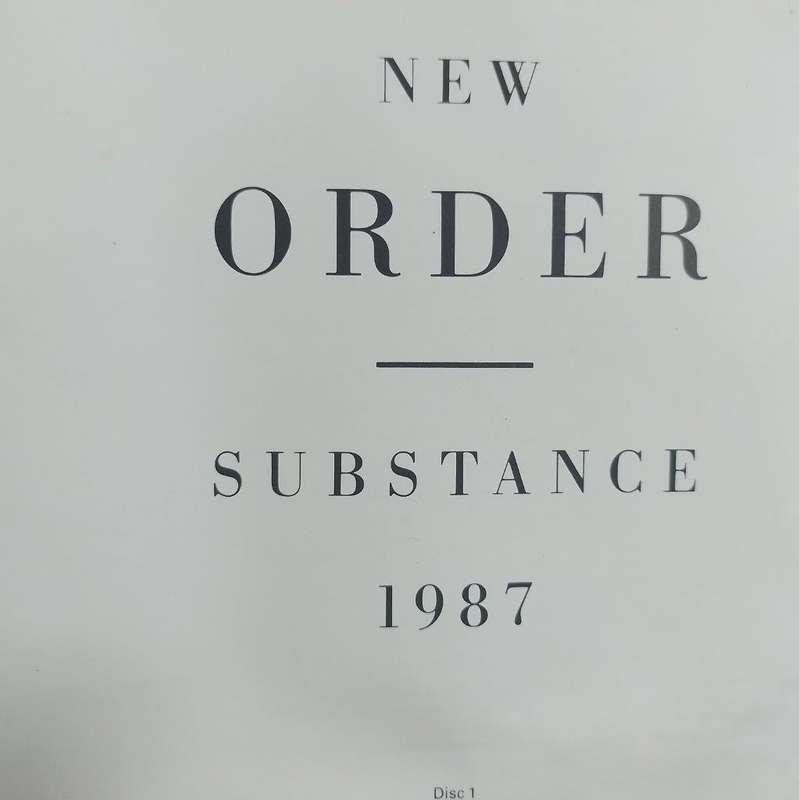 NEW
ORDER
SUBSTANCE
1987
Disc 1